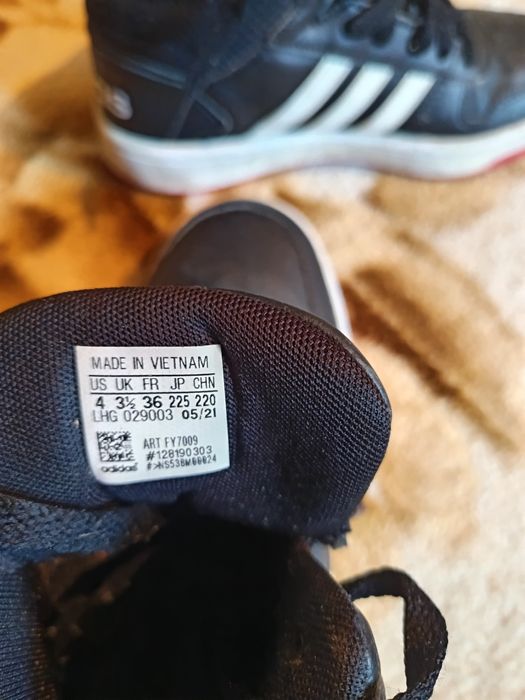 MADE IN VIETNAM
US UK FR JP CHN
4 3½ 36 225 220
LHG 029003 05/21
ART FY7009
#128190303
adidas #>NS53BM00024